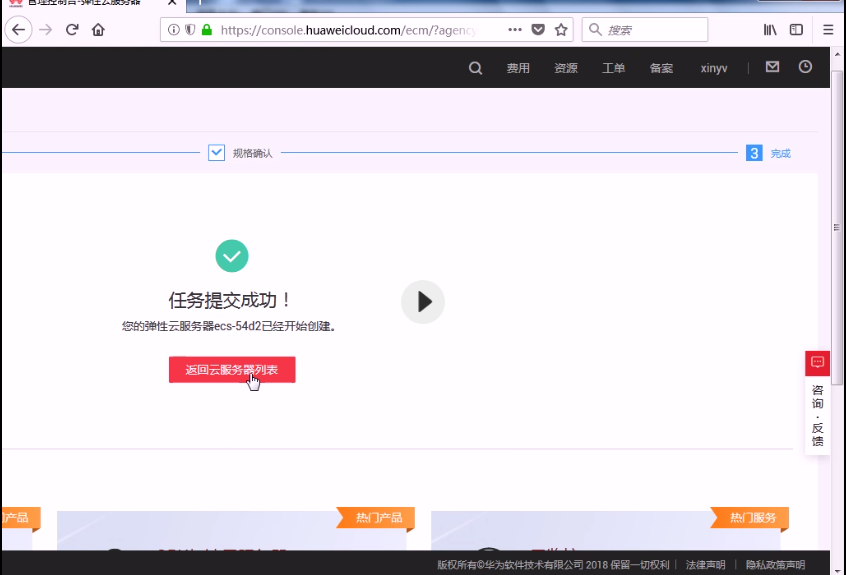 管理控制台-弹性云服务器
https://console.huaweicloud.com/ecm/?agency
搜索
费用 资源 工单 备案 xinyv
规格确认 3 完成
任务提交成功！
您的弹性云服务器ecs-54d2已经开始创建。
返回云服务器列表
咨询·反馈
门产品 热门产品 热门服务
版权所有©华为软件技术有限公司 2018 保留一切权利 | 法律声明 | 隐私政策声明